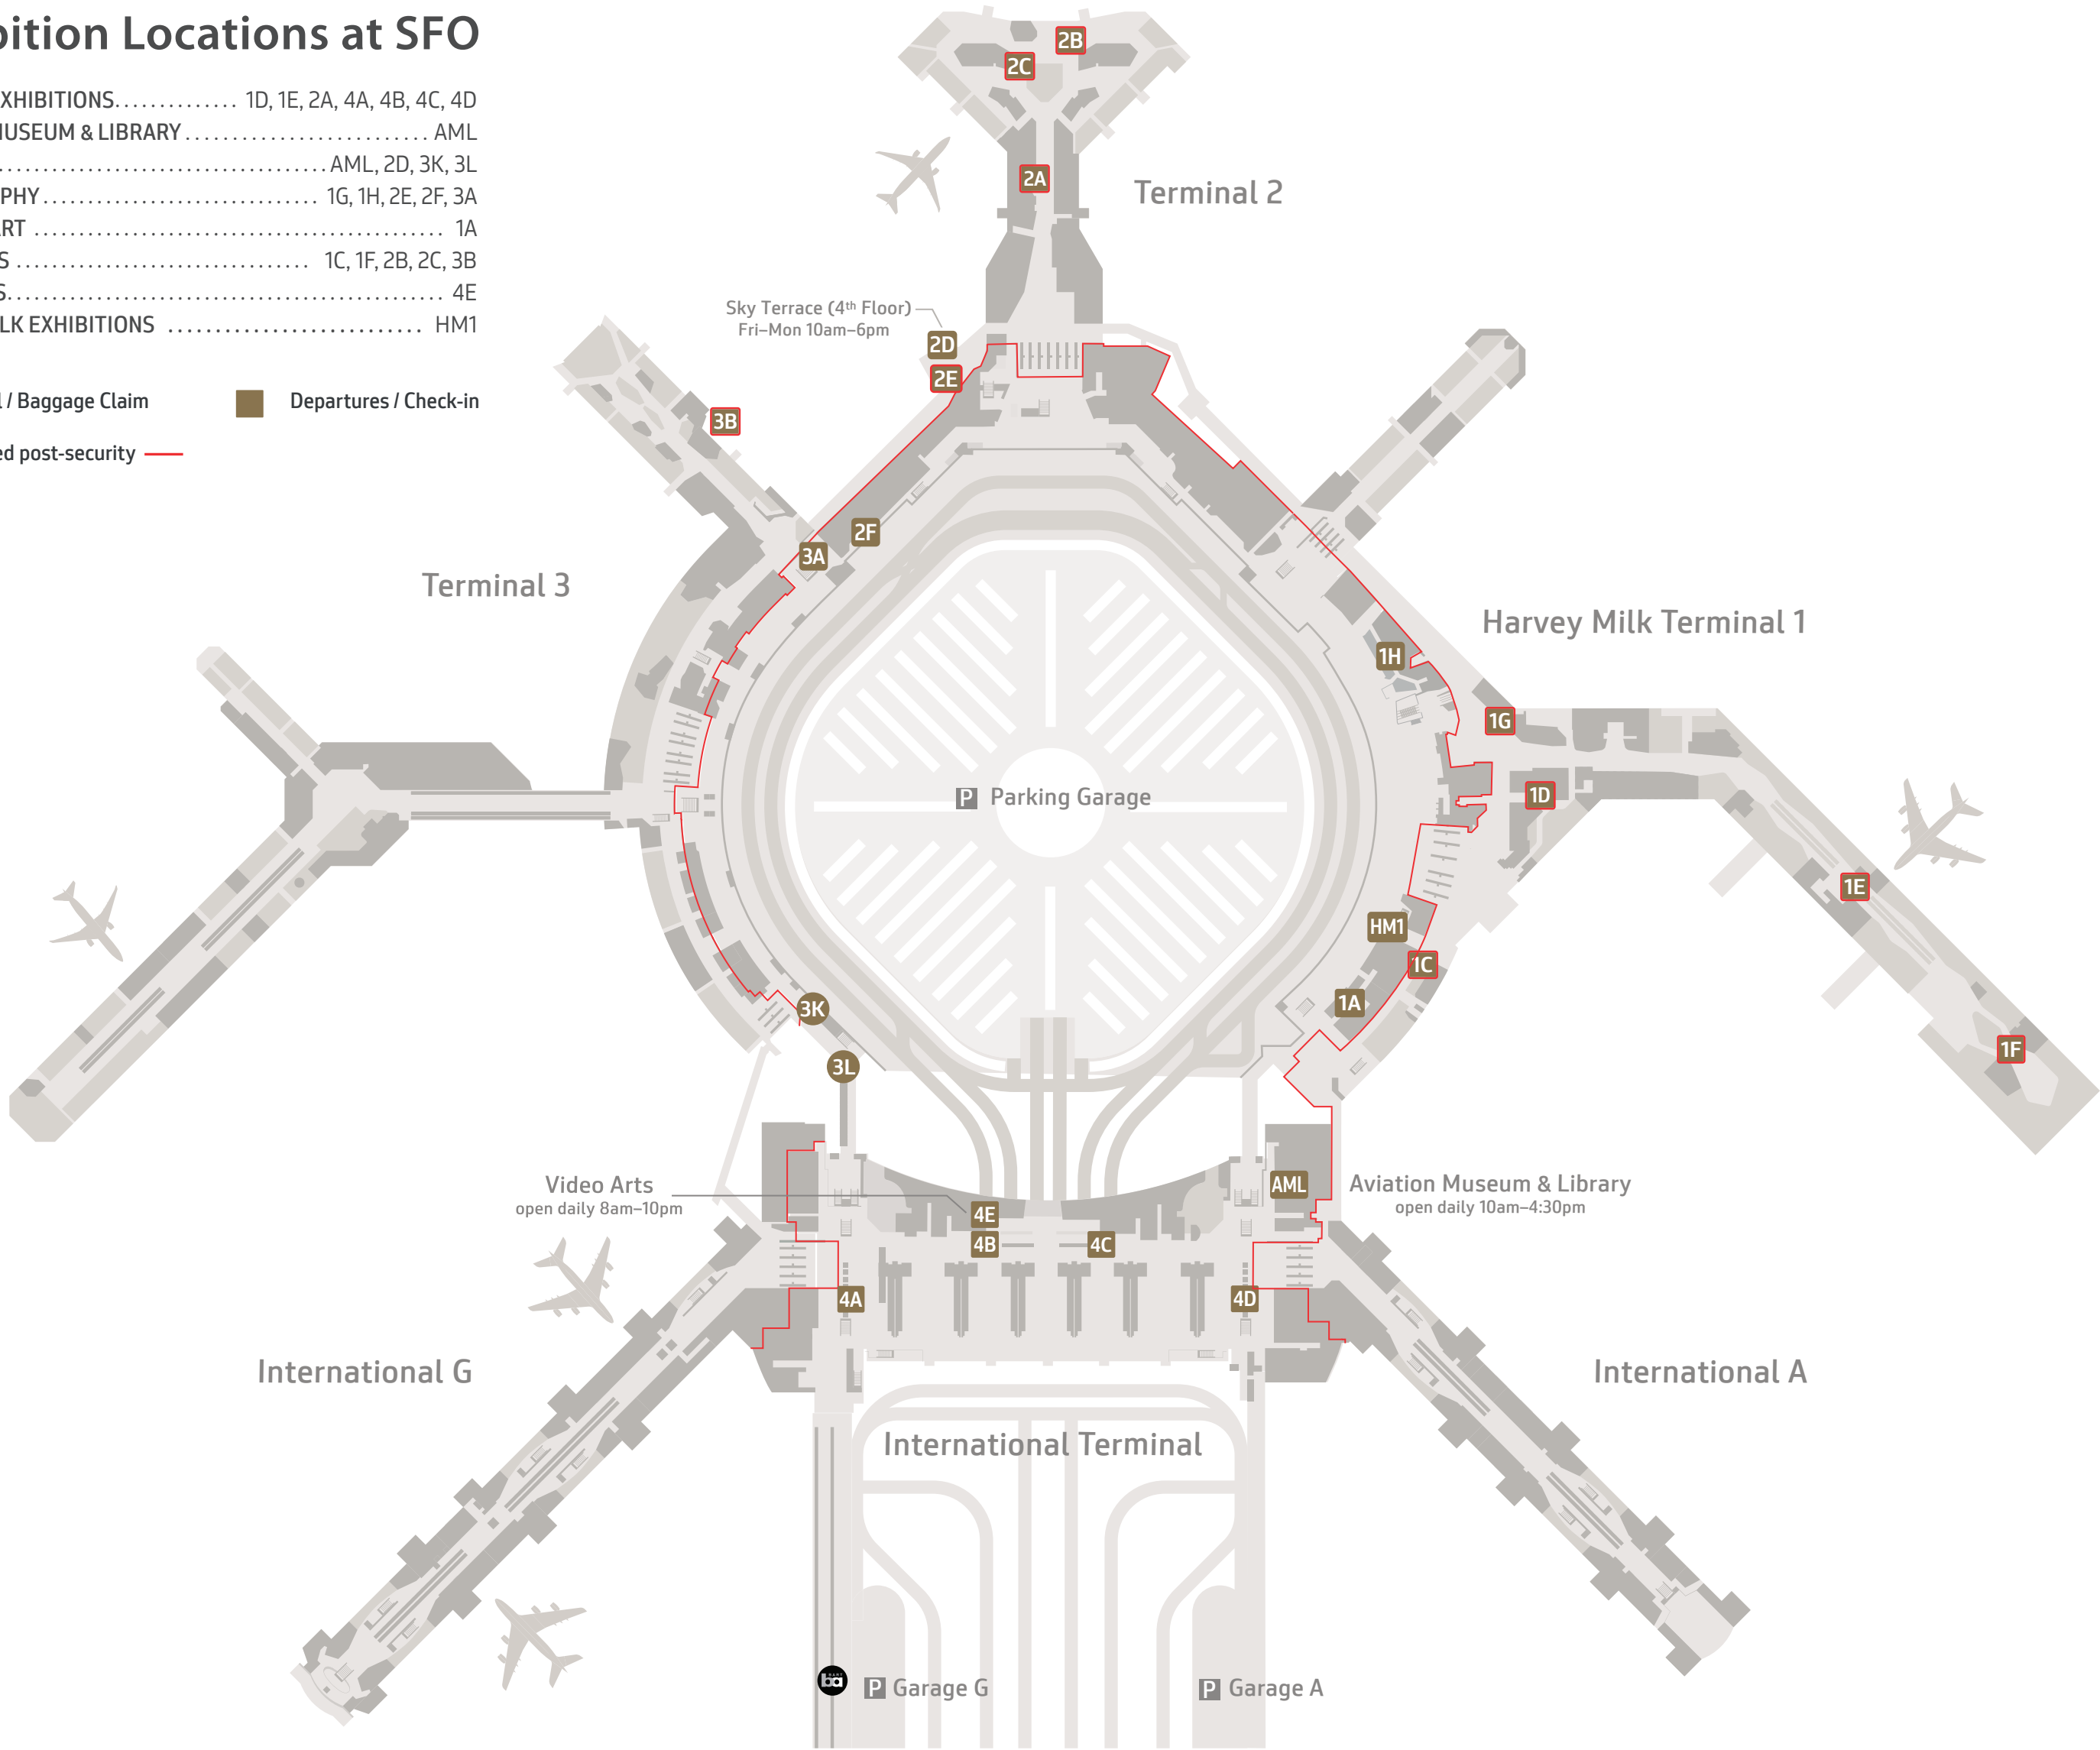 bition Locations at SFO
XHIBITIONS.............. 1D, 1E, 2A, 4A, 4B, 4C, 4D
MUSEUM & LIBRARY.......................... AML
................................... AML, 2D, 3K, 3L
PHY............................. 1G, 1H, 2E, 2F, 3A
ART ............................................ 1A
S ............................... 1C, 1F, 2B, 2C, 3B
S.............................................. 4E
LK EXHIBITIONS ........................... HM1
l / Baggage Claim
Departures / Check-in
ed post-security
2B
2C
2A
Terminal 2
Sky Terrace (4th Floor)
Fri–Mon 10am–6pm
2D
2E
3B
2F
3A
Terminal 3
Harvey Milk Terminal 1
1H
1G
1D
P Parking Garage
1E
HM1
1C
1A
1F
3K
3L
Video Arts
open daily 8am–10pm
AML
Aviation Museum & Library
open daily 10am–4:30pm
4E
4B
4C
4A
4D
International G
International A
International Terminal
ba
P Garage G
P Garage A